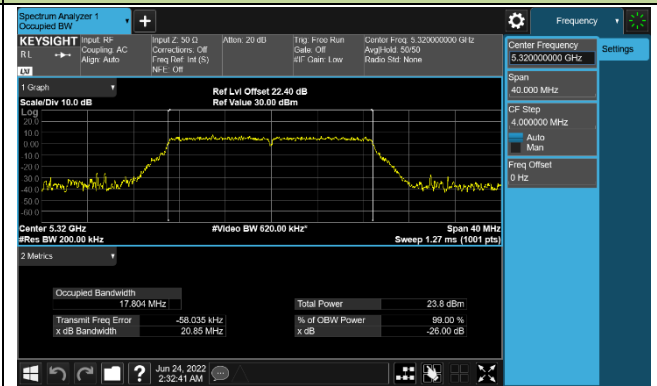 Spectrum Analyzer 1
Occupied BW
+
Frequency
KEYSIGHT
RL
LXI
Input: RF
Coupling: AC
Align: Auto
Input Z: 50 Ω
Corrections: Off
Freq Ref: Int (S)
NFE: Off
Atten: 20 dB
Trig: Free Run
Gate: Off
#IF Gain: Low
Center Freq: 5.320000000 GHz
Avg|Hold: 50/50
Radio Std: None
Center Frequency
5.320000000 GHz
Settings
Span
40.000 MHz
CF Step
4.000000 MHz
Auto
Man
Freq Offset
0 Hz
1 Graph
Scale/Div 10.0 dB
Ref Lvl Offset 22.40 dB
Ref Value 30.00 dBm
Log
20.0
10.0
0.00
-10.0
-20.0
-30.0
-40.0
-50.0
-60.0
Center 5.32 GHz
#Video BW 620.00 kHz*
Span 40 MHz
#Res BW 200.00 kHz
Sweep 1.27 ms (1001 pts)
2 Metrics
Occupied Bandwidth
17.804 MHz
Total Power 23.8 dBm
Transmit Freq Error -58.035 kHz
% of OBW Power 99.00 %
x dB Bandwidth 20.85 MHz
x dB -26.00 dB
?
Jun 24, 2022
2:32:41 AM